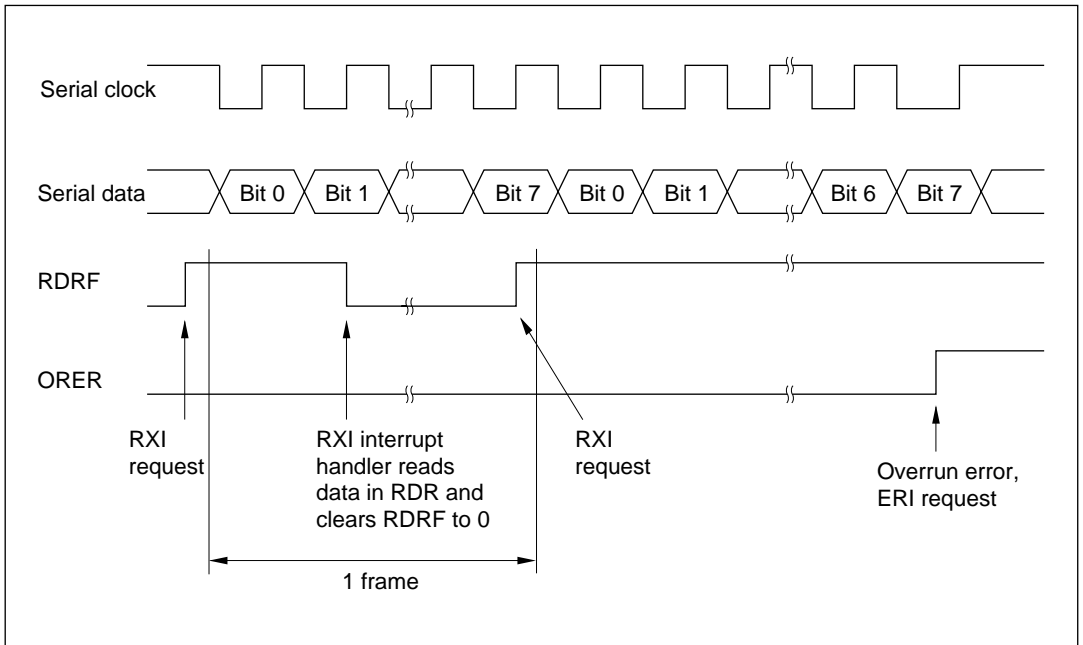 Serial clock
Serial data
Bit 0
Bit 1
Bit 7
Bit 0
Bit 1
Bit 6
Bit 7
RDRF
ORER
RXI
request
RXI interrupt
handler reads
data in RDR and
clears RDRF to 0
RXI
request
Overrun error,
ERI request
1 frame